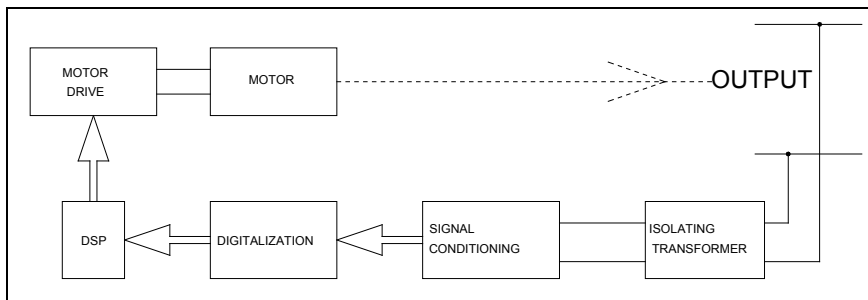 MOTOR
DRIVE
MOTOR
OUTPUT
DSP
DIGITALIZATION
SIGNAL
CONDITIONING
ISOLATING
TRANSFORMER